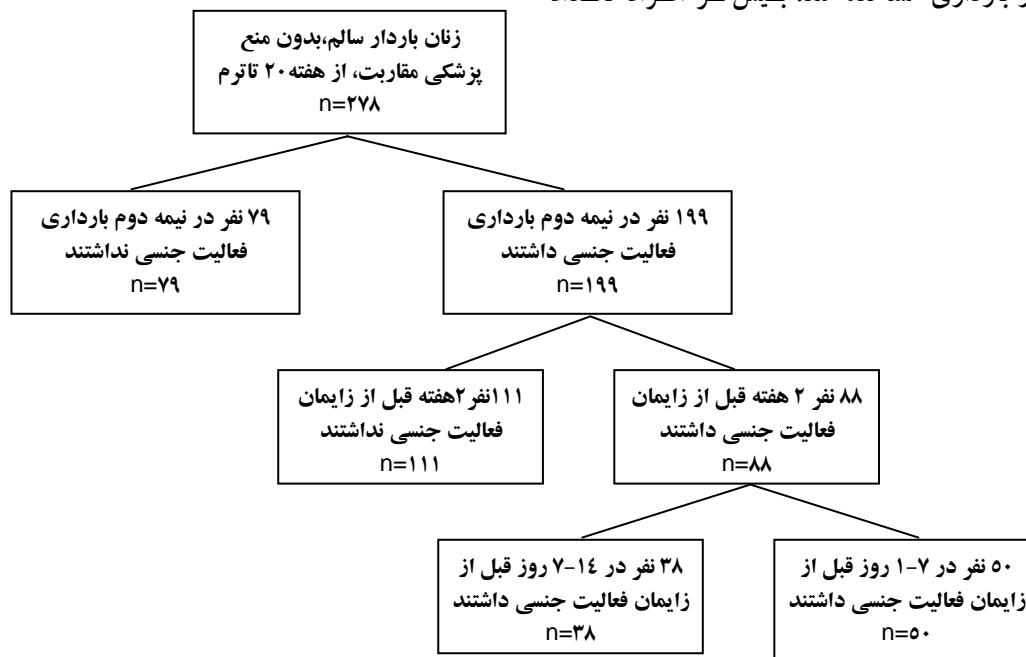 زنان باردار سالم،بدون منع
پزشکی مقاربت، از هفته۲۰ تاترم
n=۲۷۸
۱۹۹ نفر در نیمه دوم بارداری
فعالیت جنسی داشتند
n=۱۹۹
۷۹ نفر در نیمه دوم بارداری
فعالیت جنسی نداشتند
n=۷۹
۸۸ نفر ۲ هفته قبل از زایمان
فعالیت جنسی داشتند
n=۸۸
۱۱۱نفر۲هفته قبل از زایمان
فعالیت جنسی نداشتند
n=۱۱۱
۵۰ نفر در ۷-۱ روز قبل از
زایمان فعالیت جنسی داشتند
n=۵۰
۳۸ نفر در ۱۴-۷ روز قبل از
زایمان فعالیت جنسی داشتند
n=۳۸